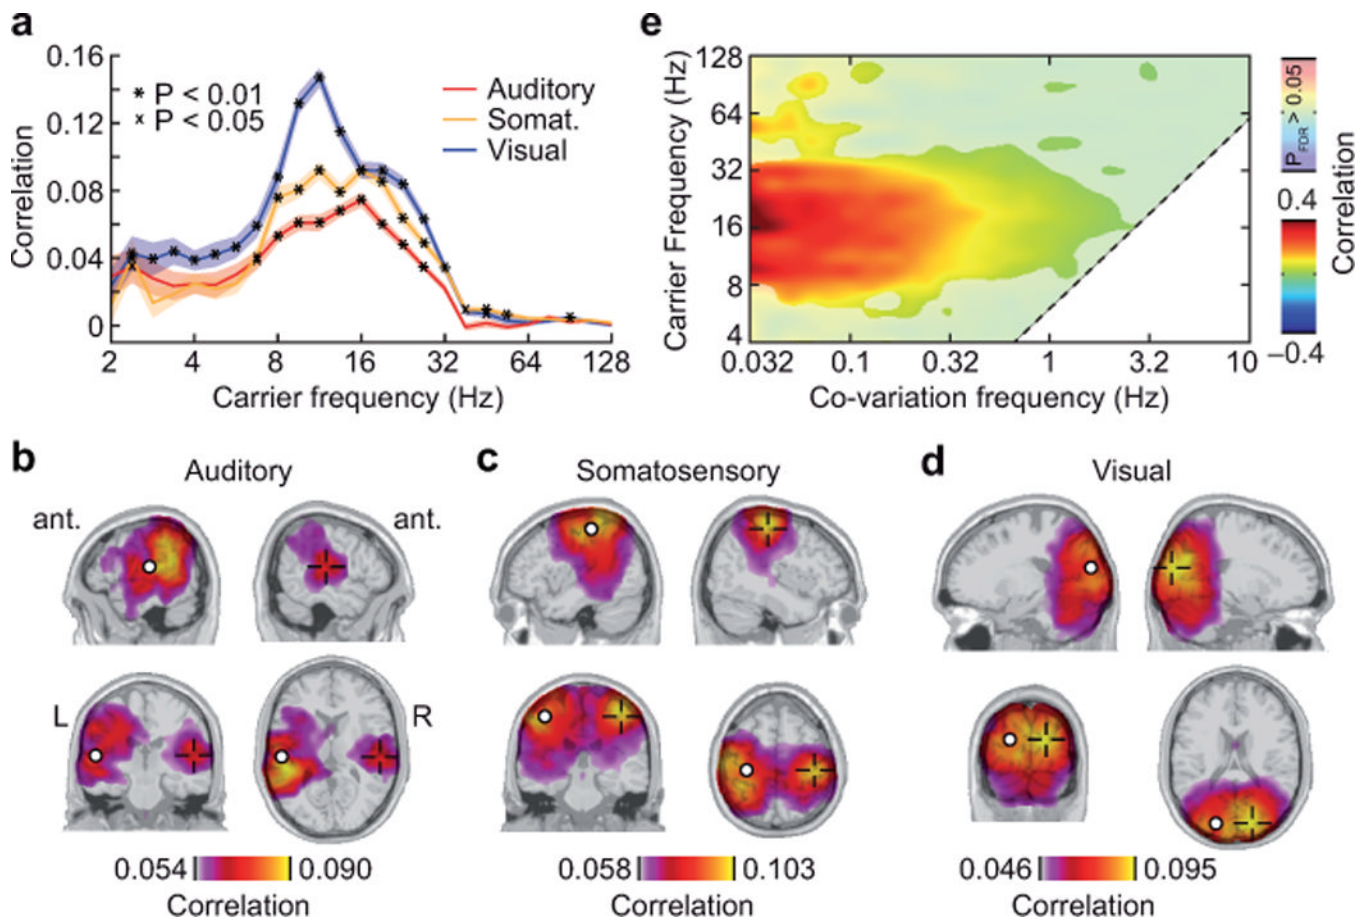 a
0.16
0.12
0.08
0.04
0
Correlation
* P < 0.01
x P < 0.05
Auditory
Somat.
Visual
2 4 8 16 32 64 128
Carrier frequency (Hz)
e
128
64
32
16
8
4
Carrier Frequency (Hz)
0.032 0.1 0.32 1 3.2 10
Co-variation frequency (Hz)
P FDR > 0.05
0.4
−0.4
Correlation
b
Auditory
ant. ant.
L R
0.054 0.090
Correlation
c
Somatosensory
0.058 0.103
Correlation
d
Visual
0.046 0.095
Correlation